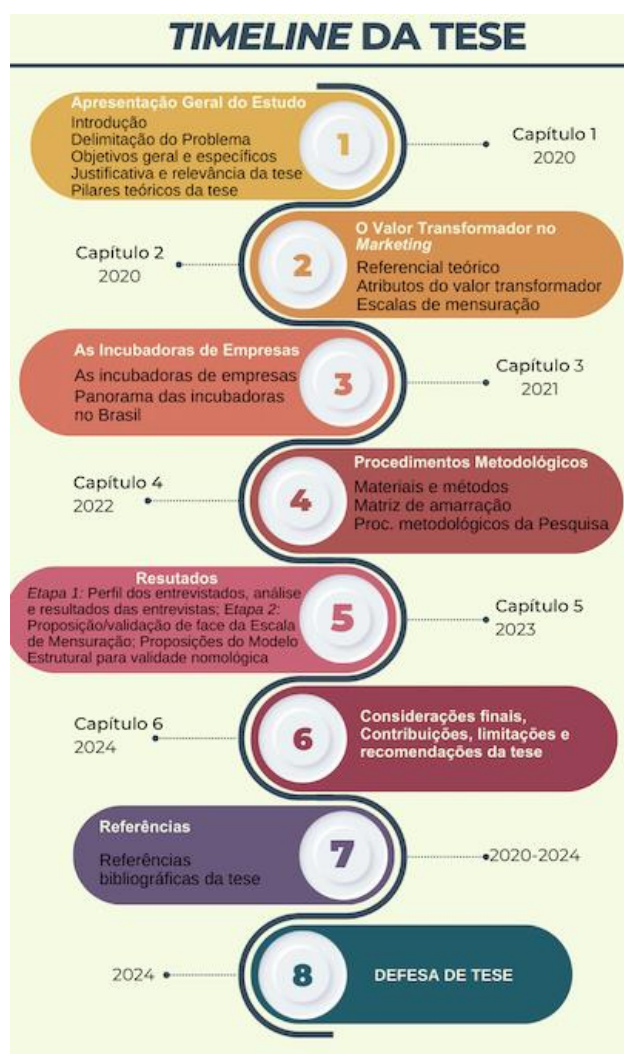 TIMELINE DA TESE
Apresentação Geral do Estudo
Introdução
Delimitação do Problema
Objetivos geral e específicos
Justificativa e relevância da tese
Pilares teóricos da tese
1
Capítulo 1
2020
Capítulo 2
2020
2
O Valor Transformador no
Marketing
Referencial teórico
Atributos do valor transformador
Escalas de mensuração
As Incubadoras de Empresas
As incubadoras de empresas
Panorama das incubadoras
no Brasil
3
Capítulo 3
2021
Capítulo 4
2022
4
Procedimentos Metodológicos
Materiais e métodos
Matriz de amarração
Proc. metodológicos da Pesquisa
Resutados
Etapa 1: Perfil dos entrevistados, análise
e resultados das entrevistas; Etapa 2:
Proposição/validação de face da Escala
de Mensuração; Proposições do Modelo
Estrutural para validade nomológica
5
Capítulo 5
2023
Capítulo 6
2024
6
Considerações finais,
Contribuições, limitações e
recomendações da tese
Referências
Referências
bibliográficas da tese
7
2020-2024
2024
8
DEFESA DE TESE